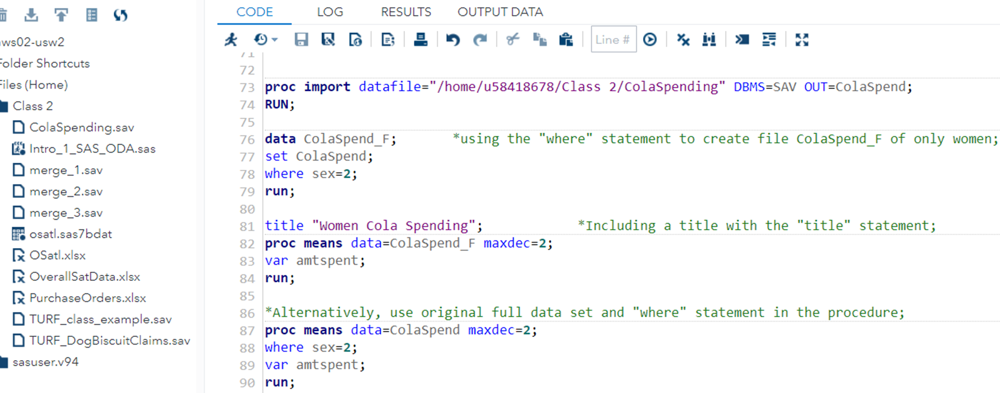 CODE LOG RESULTS OUTPUT DATA
Line #
ws02-usw2
Folder Shortcuts
Files (Home)
Class 2
ColaSpending.sav
Intro_1_SAS_ODA.sas
merge_1.sav
merge_2.sav
merge_3.sav
osatl.sas7bdat
OSatl.xlsx
OverallSatData.xlsx
PurchaseOrders.xlsx
TURF_class_example.sav
TURF_DogBiscuitClaims.sav
sasuser.v94
71
72
73 proc import datafile="/home/u58418678/Class 2/ColaSpending" DBMS=SAV OUT=ColaSpend;
74 RUN;
75
76 data ColaSpend_F; *using the "where" statement to create file ColaSpend_F of only women;
77 set ColaSpend;
78 where sex=2;
79 run;
80
81 title "Women Cola Spending"; *Including a title with the "title" statement;
82 proc means data=ColaSpend_F maxdec=2;
83 var amtspent;
84 run;
85
86 *Alternatively, use original full data set and "where" statement in the procedure;
87 proc means data=ColaSpend maxdec=2;
88 where sex=2;
89 var amtspent;
90 run;